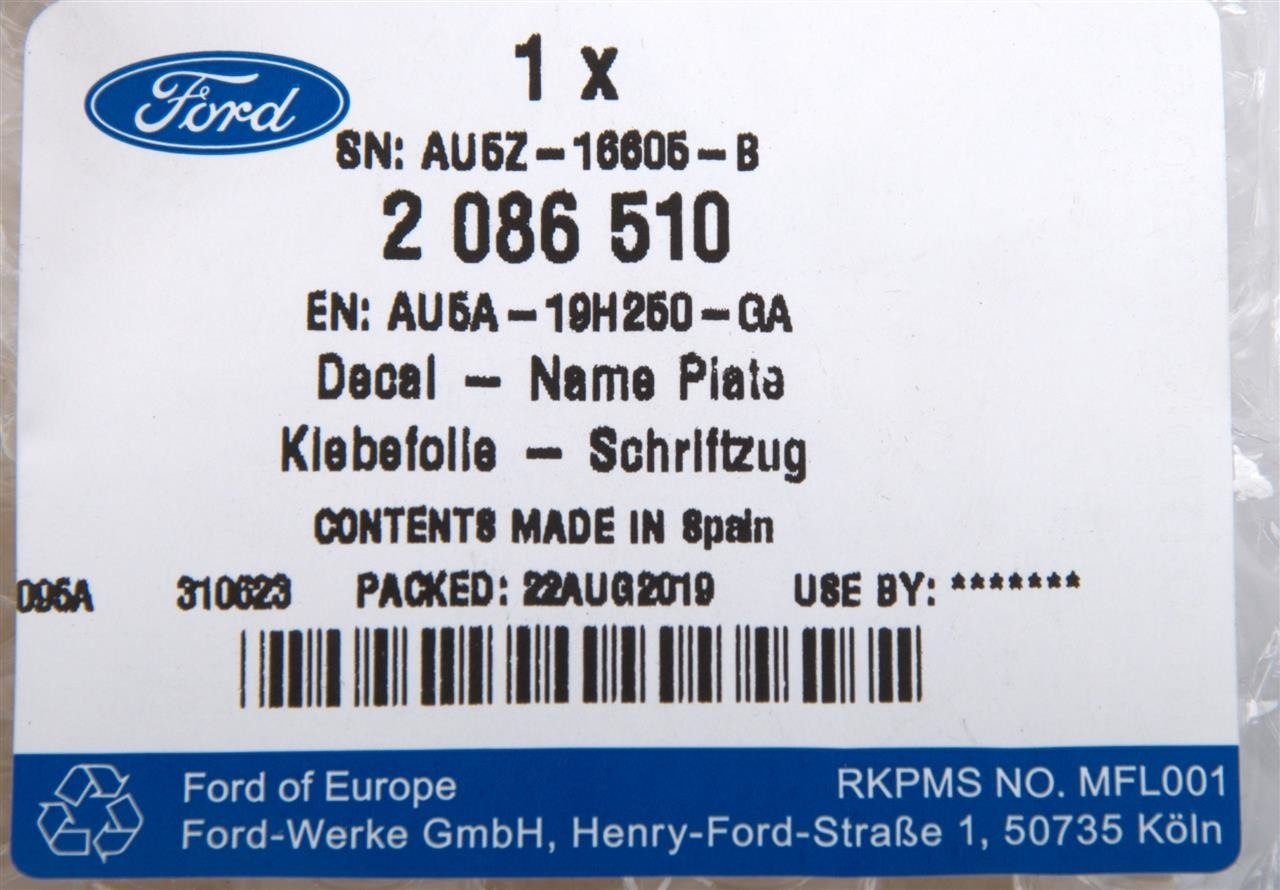 Ford
1 x
SN: AU5Z-16605-B
2 086 510
EN: AU5A-19H250-GA
Decal - Name Plate
Klebefolie - Schriftzug
CONTENTS MADE IN Spain
095A 310623 PACKED: 22AUG2019 USE BY: *******
Ford of Europe RKPMS NO. MFL001
Ford-Werke GmbH, Henry-Ford-Straße 1, 50735 Köln